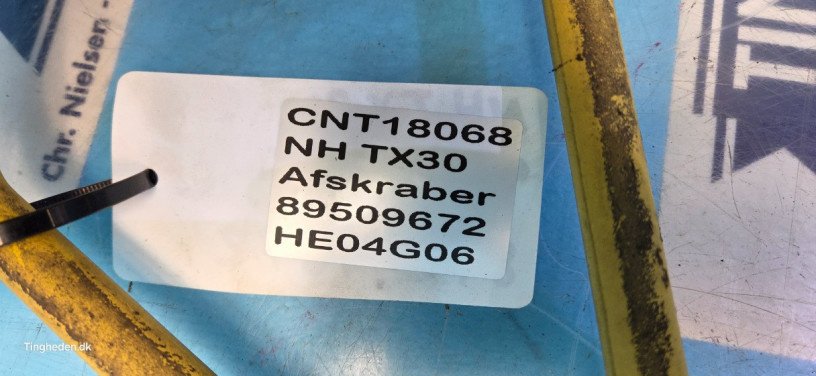 Chr. Nielsen -
CNT18068
NH TX30
Afskraber
89509672
HE04G06
Tingheden.dk